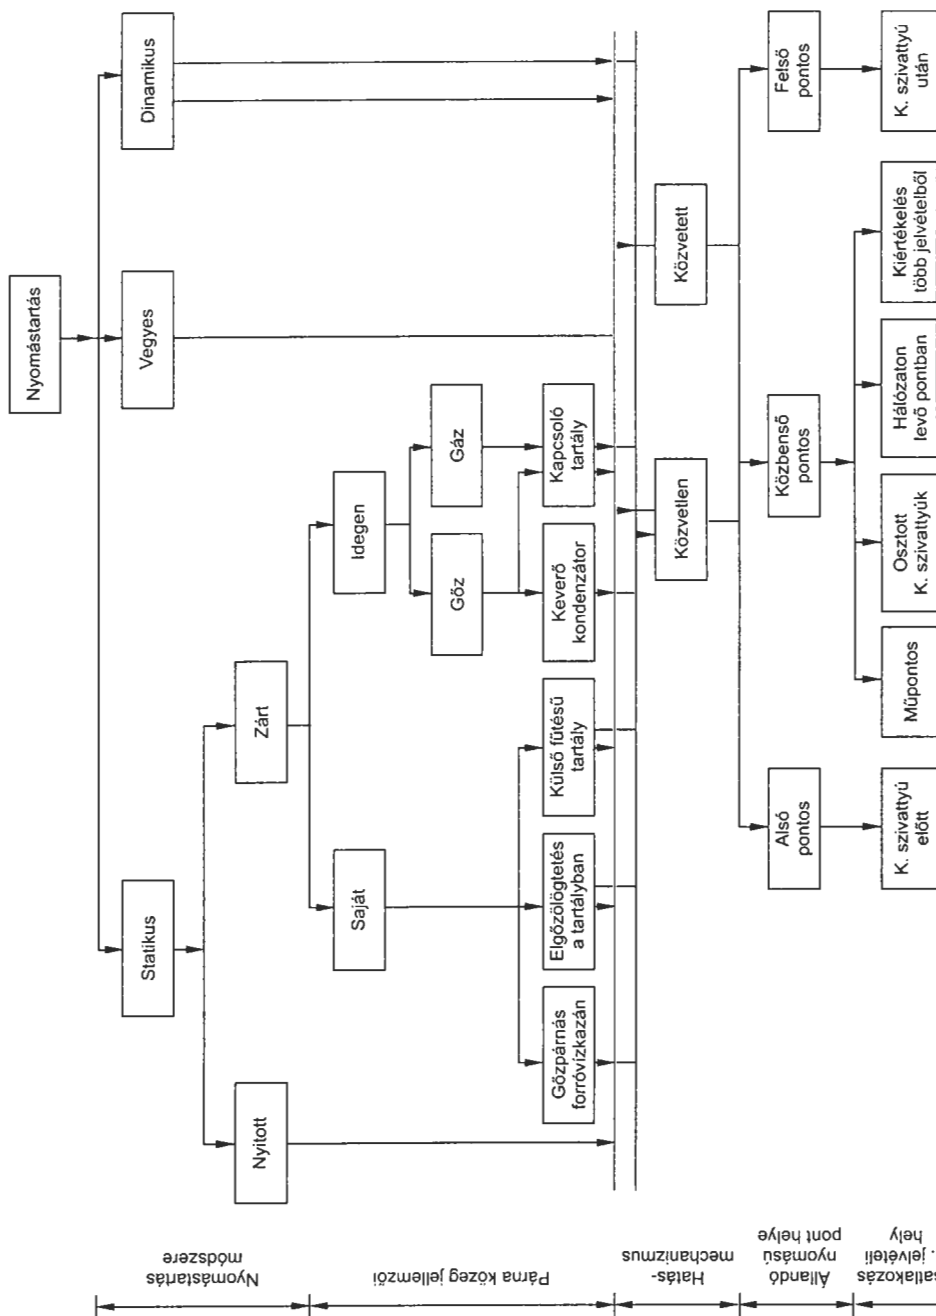 Nyomástartás
Statikus
Vegyes
Dinamikus
Nyitott
Zárt
Saját
Idegen
Gőz
Gáz
Gőzpárnás
forróvízkazán
Elgőzölögtetés
a tartályban
Külső fűtésű
tartály
Keverő
kondenzátor
Kapcsoló
tartály
Közvetlen
Közvetett
Alsó
pontos
Közbenső
pontos
Felső
pontos
K. szivattyú
előtt
Műpontos
Osztott
K. szivattyúk
Hálózaton
levő pontban
Kiértékelés
több jelvételből
K. szivattyú
után
Nyomástartás
módszere
Párna közeg jellemzői
Hatás-
mechanizmus
Állandó
nyomású
pont helye
satlakozás
. jelvételi
hely